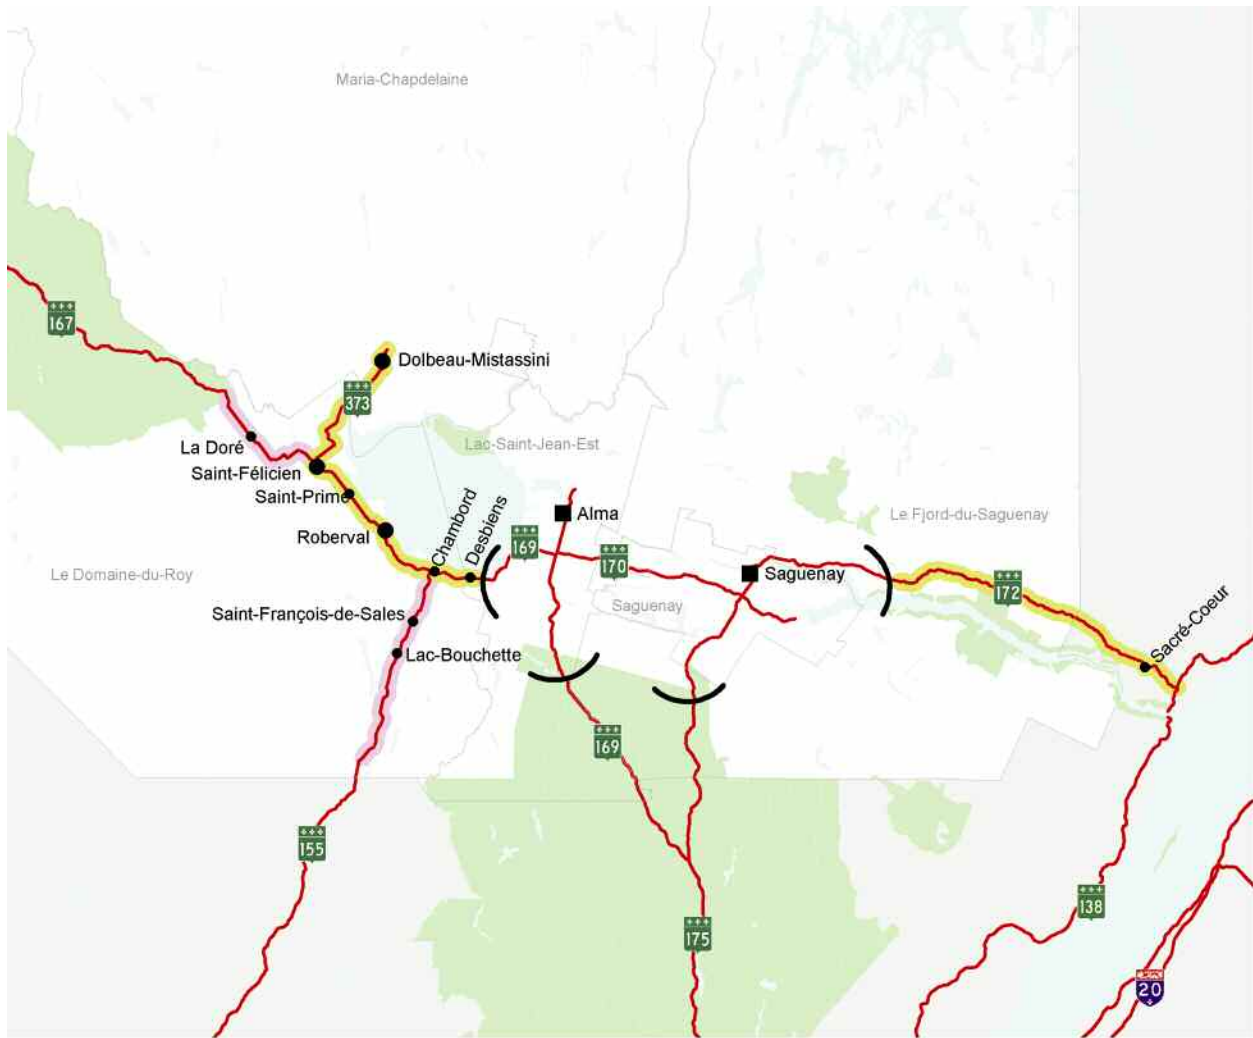 Maria-Chapdelaine
167
Dolbeau-Mistassini
373
La Doré
Lac-Saint-Jean-Est
Saint-Félicien
Saint-Prime
Chambord
Desbiens
Alma
Le Fjord-du-Saguenay
Roberval
169
170
Saguenay
Le Domaine-du-Roy
172
Saint-François-de-Sales
Saguenay
Sacré-Coeur
Lac-Bouchette
169
155
138
175
20